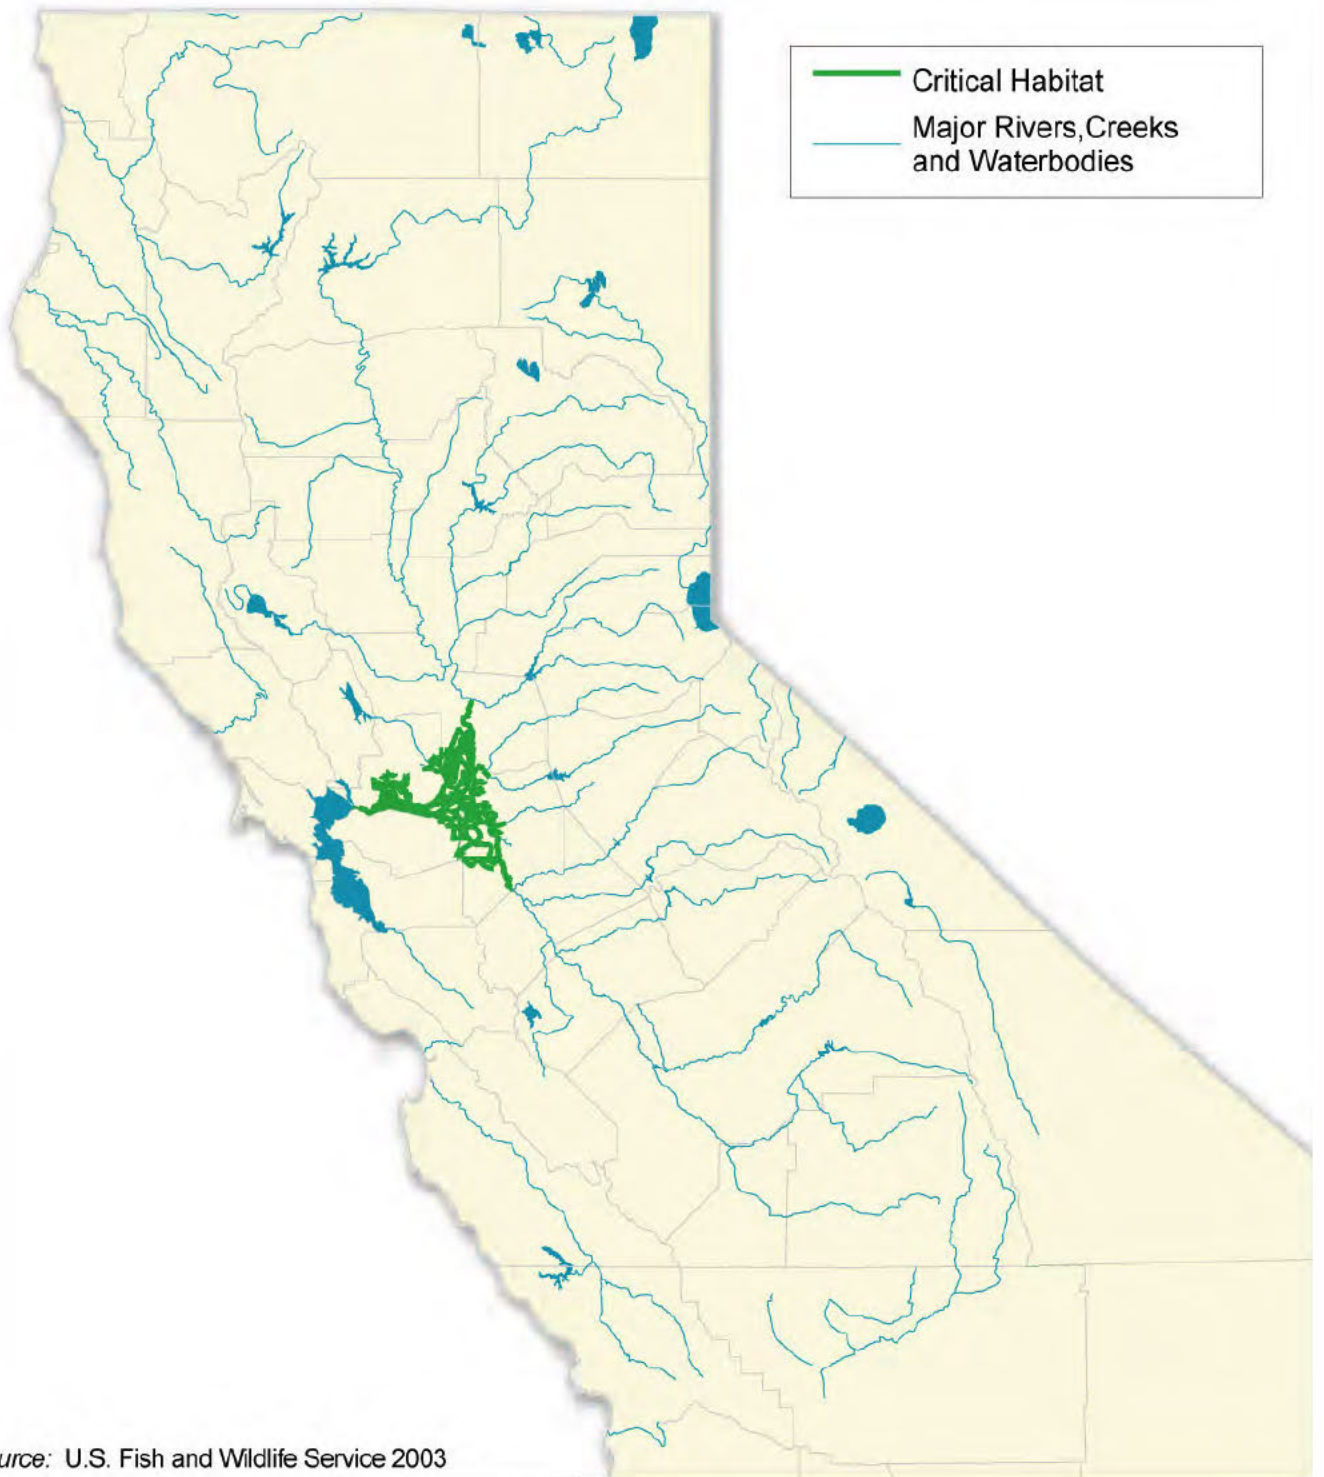 Critical Habitat
Major Rivers,Creeks
and Waterbodies
urce: U.S. Fish and Wildlife Service 2003